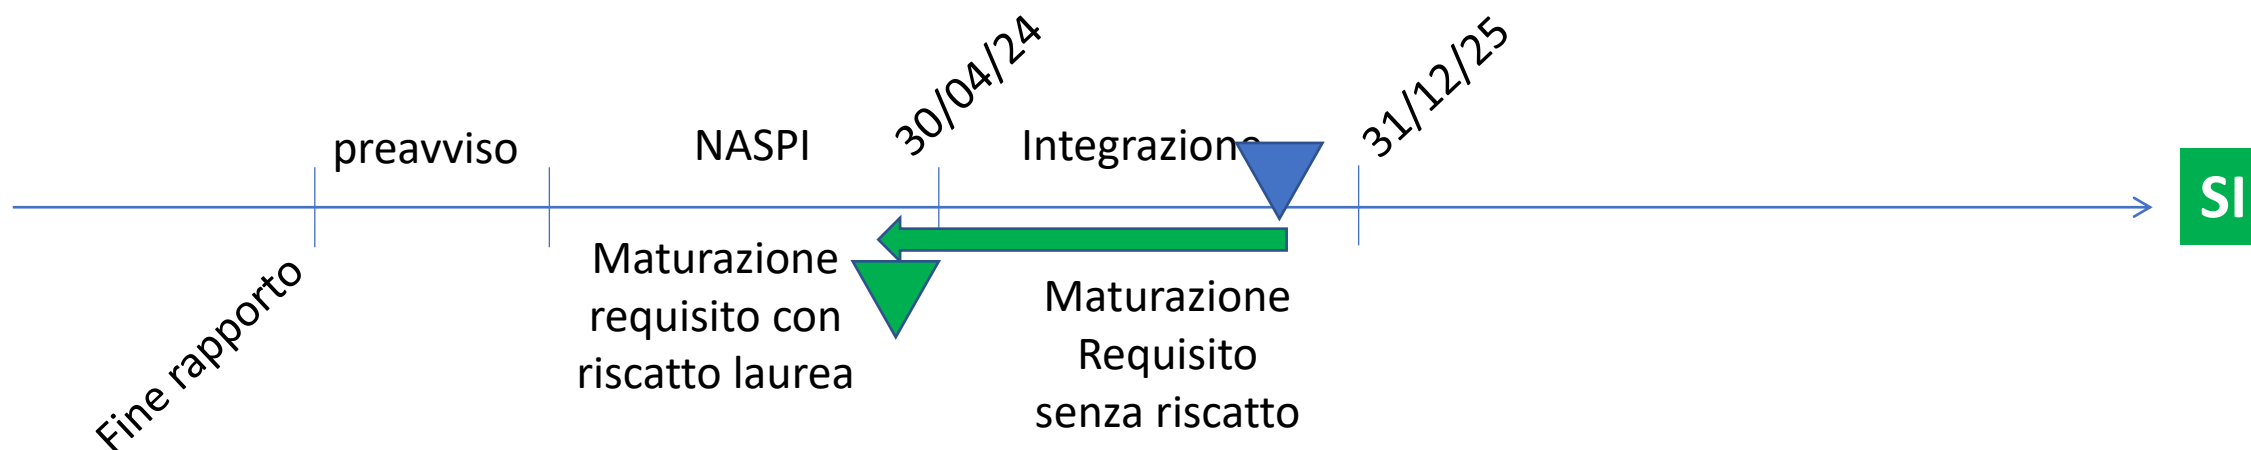 30/04/24
31/12/25
preavviso
NASPI
Integrazione
SI
Fine rapporto
Maturazione
requisito con
riscatto laurea
Maturazione
Requisito
senza riscatto